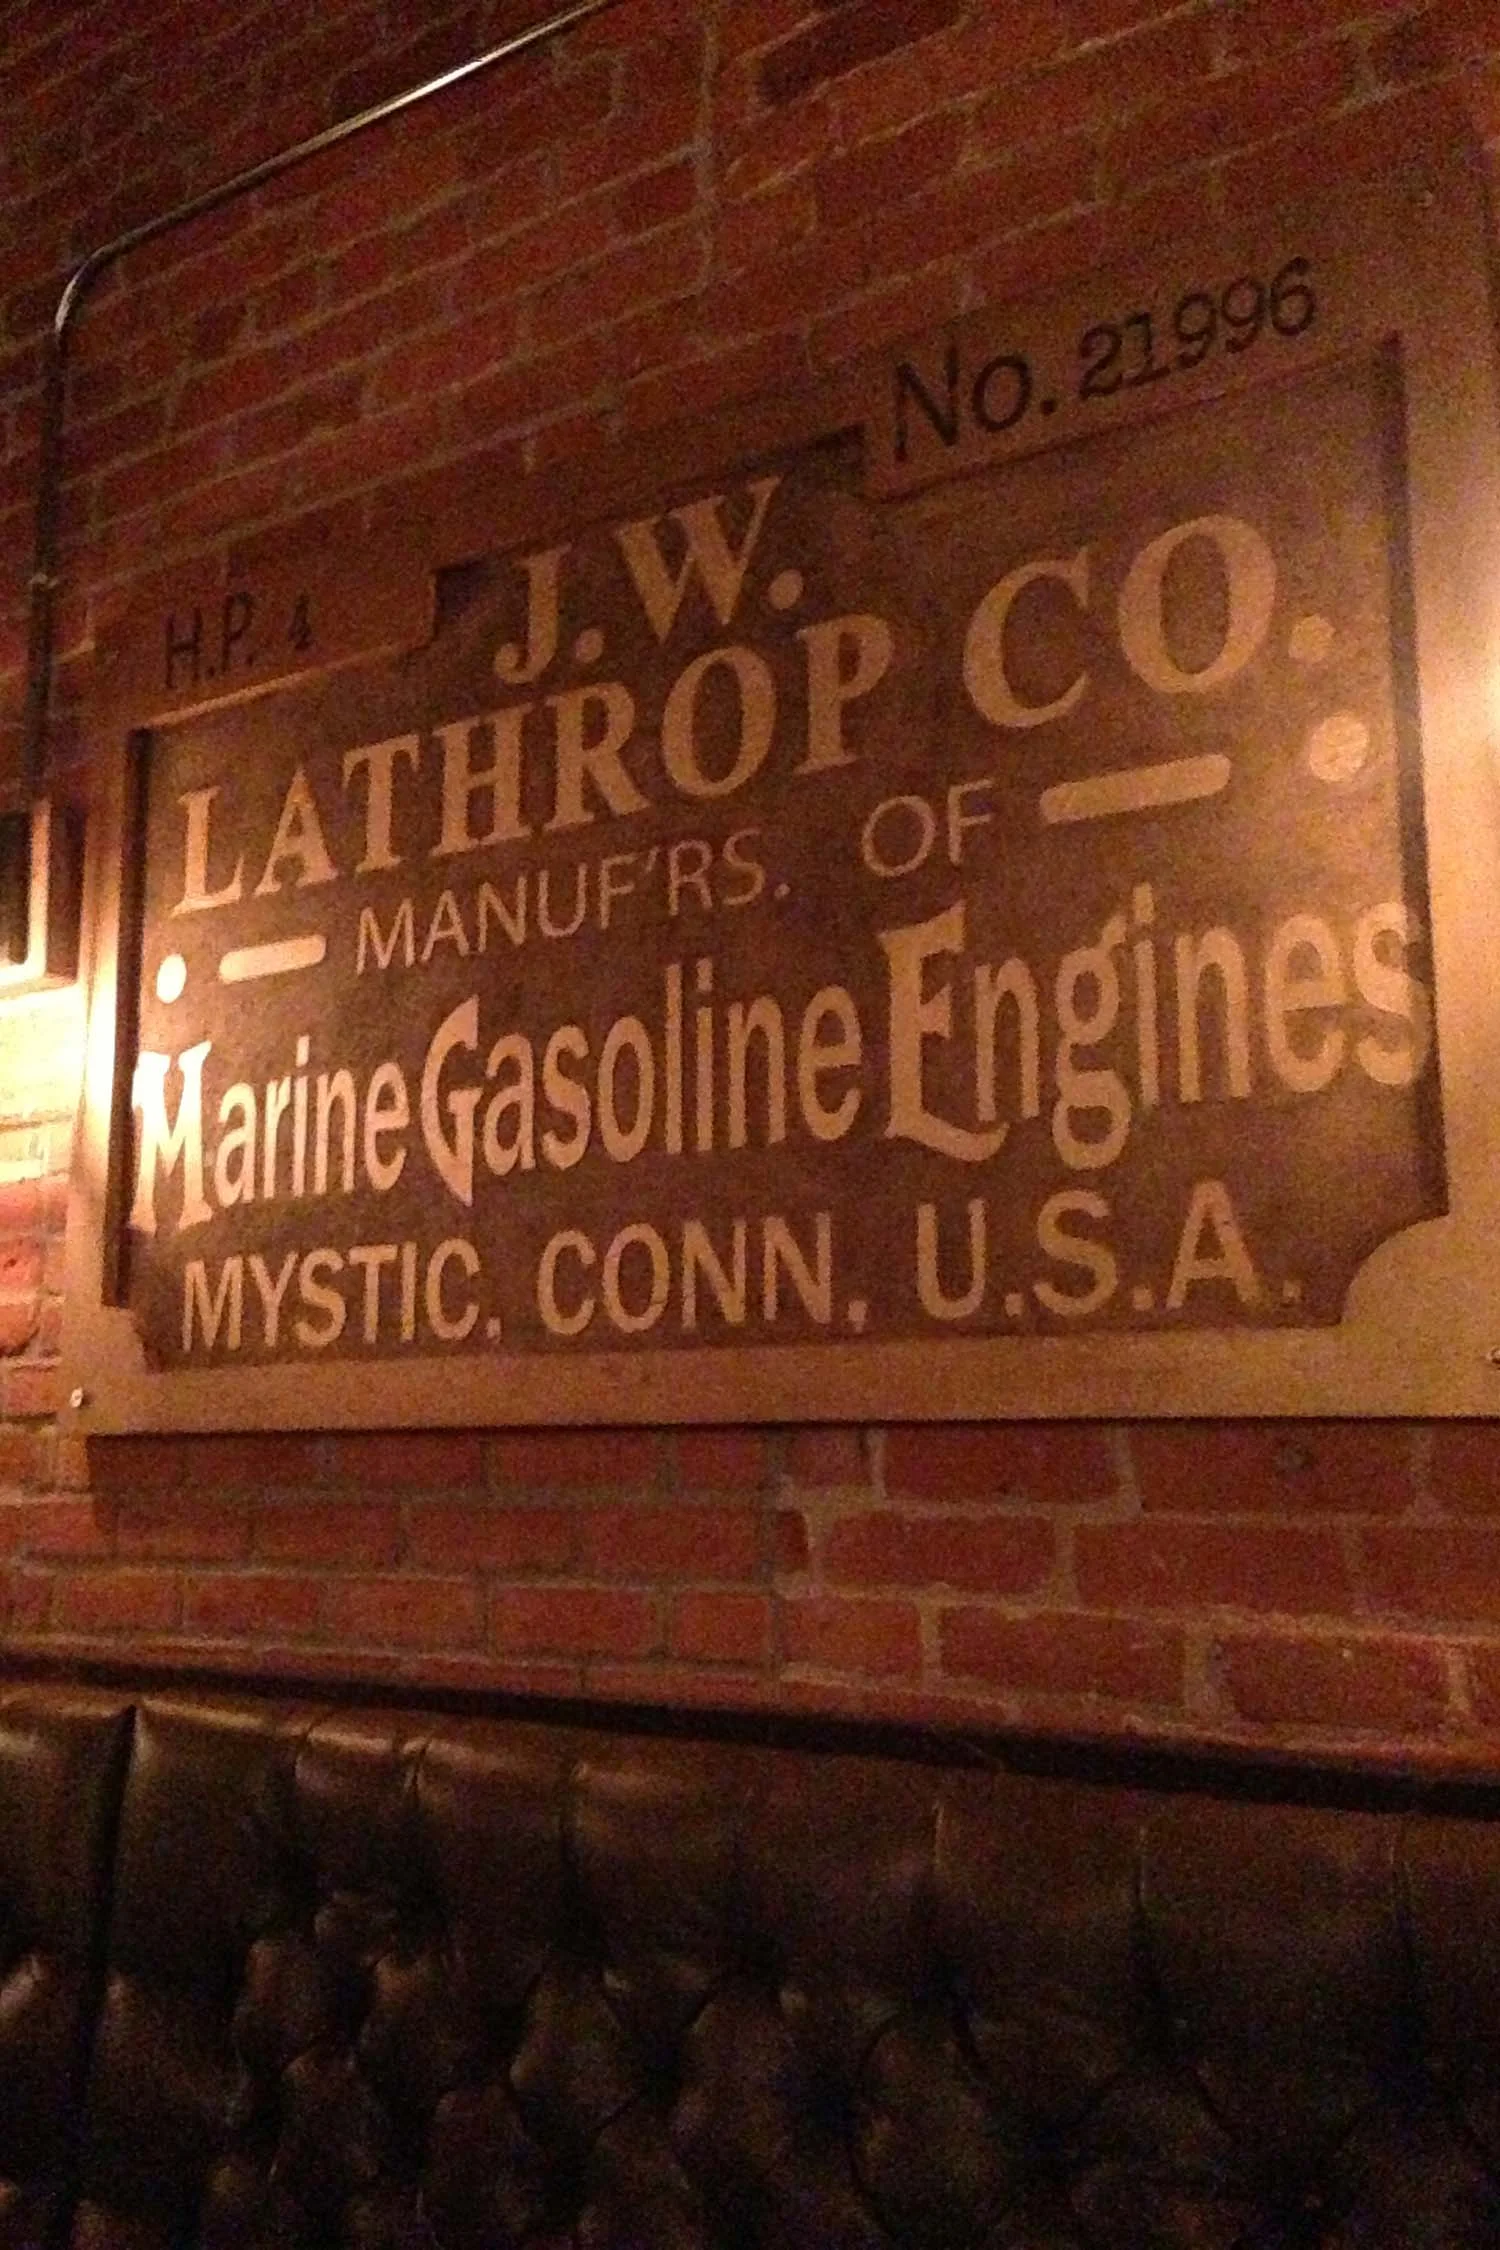 H.P. 4 No. 21996
J.W.
LATHROP CO.
MANUF'RS. OF
Marine Gasoline Engines
MYSTIC, CONN, U.S.A.